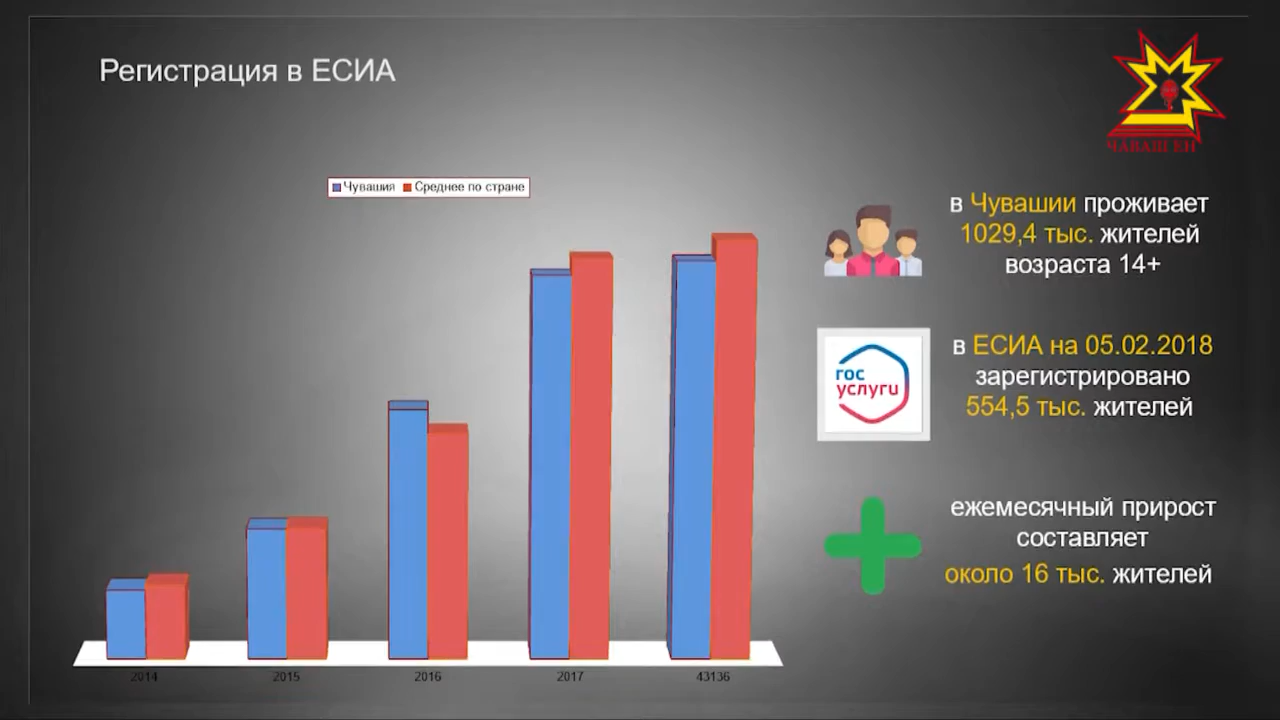 Регистрация в ЕСИА
ЧАВАШ ЕН
Чувашия Среднее по стране
в Чувашии проживает
1029,4 тыс. жителей
возраста 14+
гос
услуги
в ЕСИА на 05.02.2018
зарегистрировано
554,5 тыс. жителей
ежемесячный прирост
составляет
около 16 тыс. жителей
2014 2015 2016 2017 43136